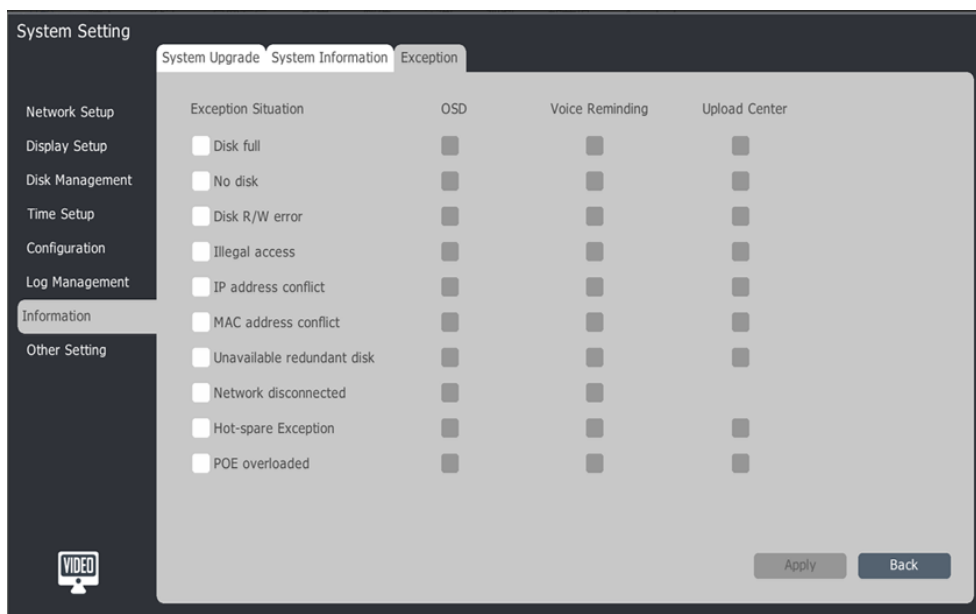 System Setting
System Upgrade System Information Exception
Network Setup
Display Setup
Disk Management
Time Setup
Configuration
Log Management
Information
Other Setting
Exception Situation OSD Voice Reminding Upload Center
Disk full
No disk
Disk R/W error
Illegal access
IP address conflict
MAC address conflict
Unavailable redundant disk
Network disconnected
Hot-spare Exception
POE overloaded
VIDEO
Apply Back